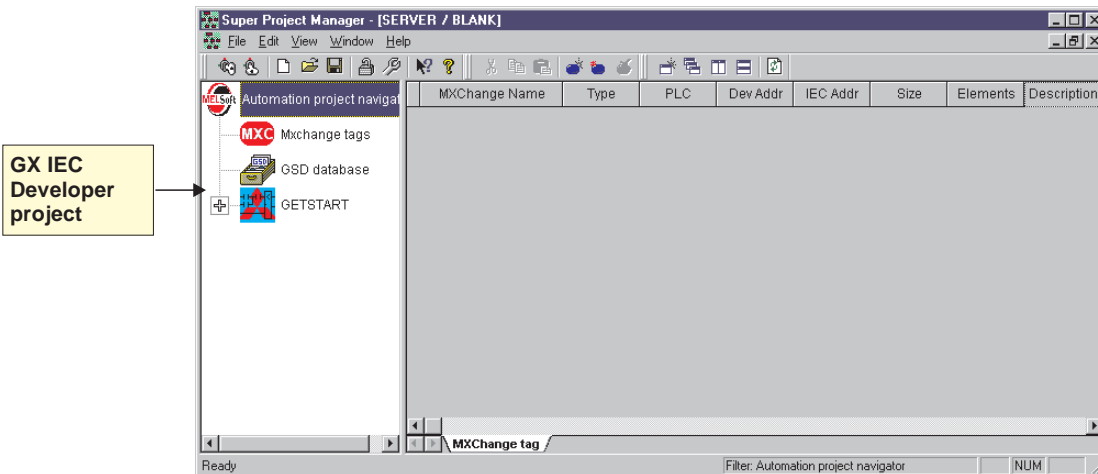 Super Project Manager - [SERVER / BLANK]
File Edit View Window Help
MELSoft Automation project navigat
MXChange Name Type PLC Dev Addr IEC Addr Size Elements Description
MXC Mxchange tags
GSD GSD database
GX IEC
Developer
project
GETSTART
MXChange tag
Ready Filter: Automation project navigator NUM